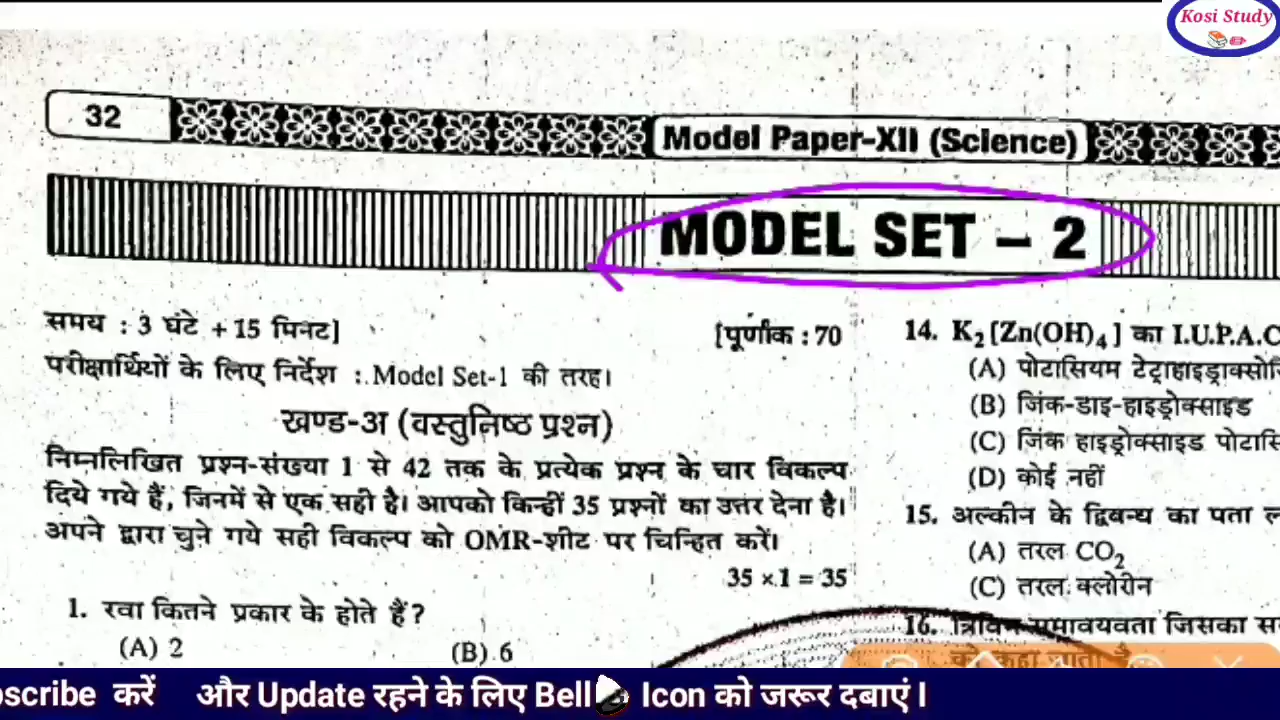 Kosi Study
32
Model Paper-XII (Science)
MODEL SET – 2
समय : 3 घंटे + 15 मिनट]
[पूर्णांक : 70
परीक्षार्थियों के लिए निर्देश : Model Set-1 की तरह।
खण्ड-अ (वस्तुनिष्ठ प्रश्न)
निम्नलिखित प्रश्न-संख्या 1 से 42 तक के प्रत्येक प्रश्न के चार विकल्प
दिये गये हैं, जिनमें से एक सही है। आपको किन्हीं 35 प्रश्नों का उत्तर देना है।
अपने द्वारा चुने गये सही विकल्प को OMR-शीट पर चिन्हित करें।
35 × 1 = 35
1. रवा कितने प्रकार के होते हैं?
(A) 2
(B) 6
14. K₂[Zn(OH)₄] का I.U.P.A.C
(A) पोटासियम टेट्राहाइड्राक्सो
(B) जिंक-डाइ-हाइड्रोक्साइड
(C) जिंक हाइड्रोक्साइड पोटासि
(D) कोई नहीं
15. अल्कीन के द्विबन्ध का पता
(A) तरल CO₂
(C) तरल क्लोरीन
16. त्रिविम समावयवता जिसका
को कहा जाता है
scribe करें और Update रहने के लिए Bell Icon को जरूर दबाएं l